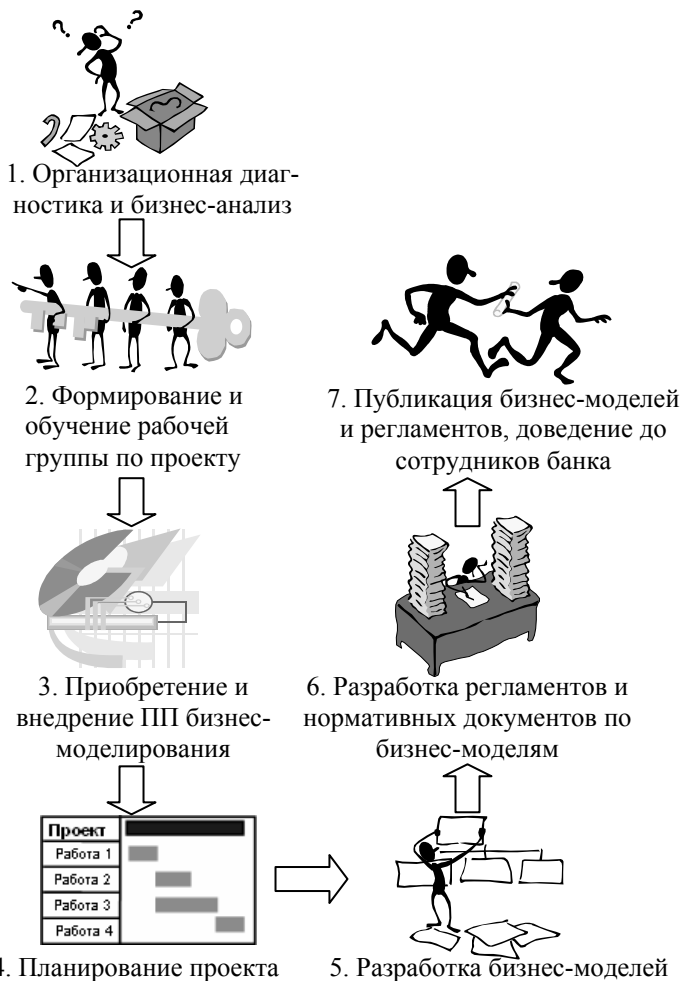 ? ?
1. Организационная диаг-
ностика и бизнес-анализ
2. Формирование и
обучение рабочей
группы по проекту
3. Приобретение и
внедрение ПП бизнес-
моделирования
Проект
Работа 1
Работа 2
Работа 3
Работа 4
4. Планирование проекта
5. Разработка бизнес-моделей
6. Разработка регламентов и
нормативных документов по
бизнес-моделям
7. Публикация бизнес-моделей
и регламентов, доведение до
сотрудников банка